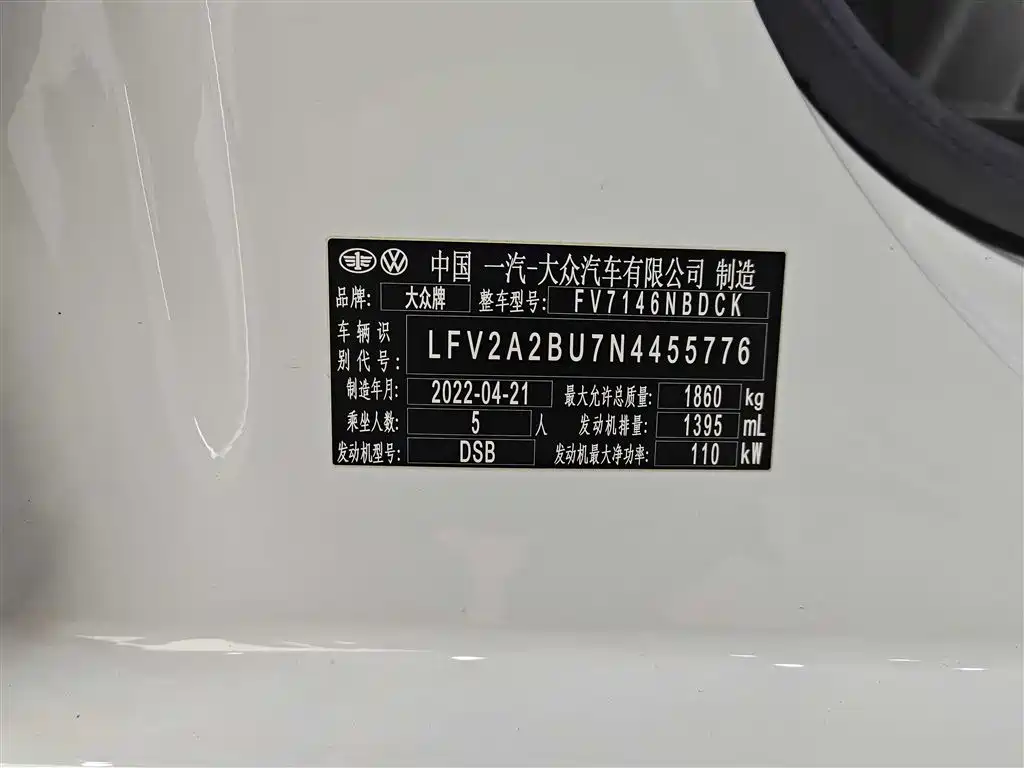 中国 一汽-大众汽车有限公司 制造
品牌: 大众牌 整车型号: FV7146NBDCK
车辆识别代号: LFV2A2BU7N4455776
制造年月: 2022-04-21 最大允许总质量: 1860 kg
乘坐人数: 5 人 发动机排量: 1395 mL
发动机型号: DSB 发动机最大净功率: 110 kW